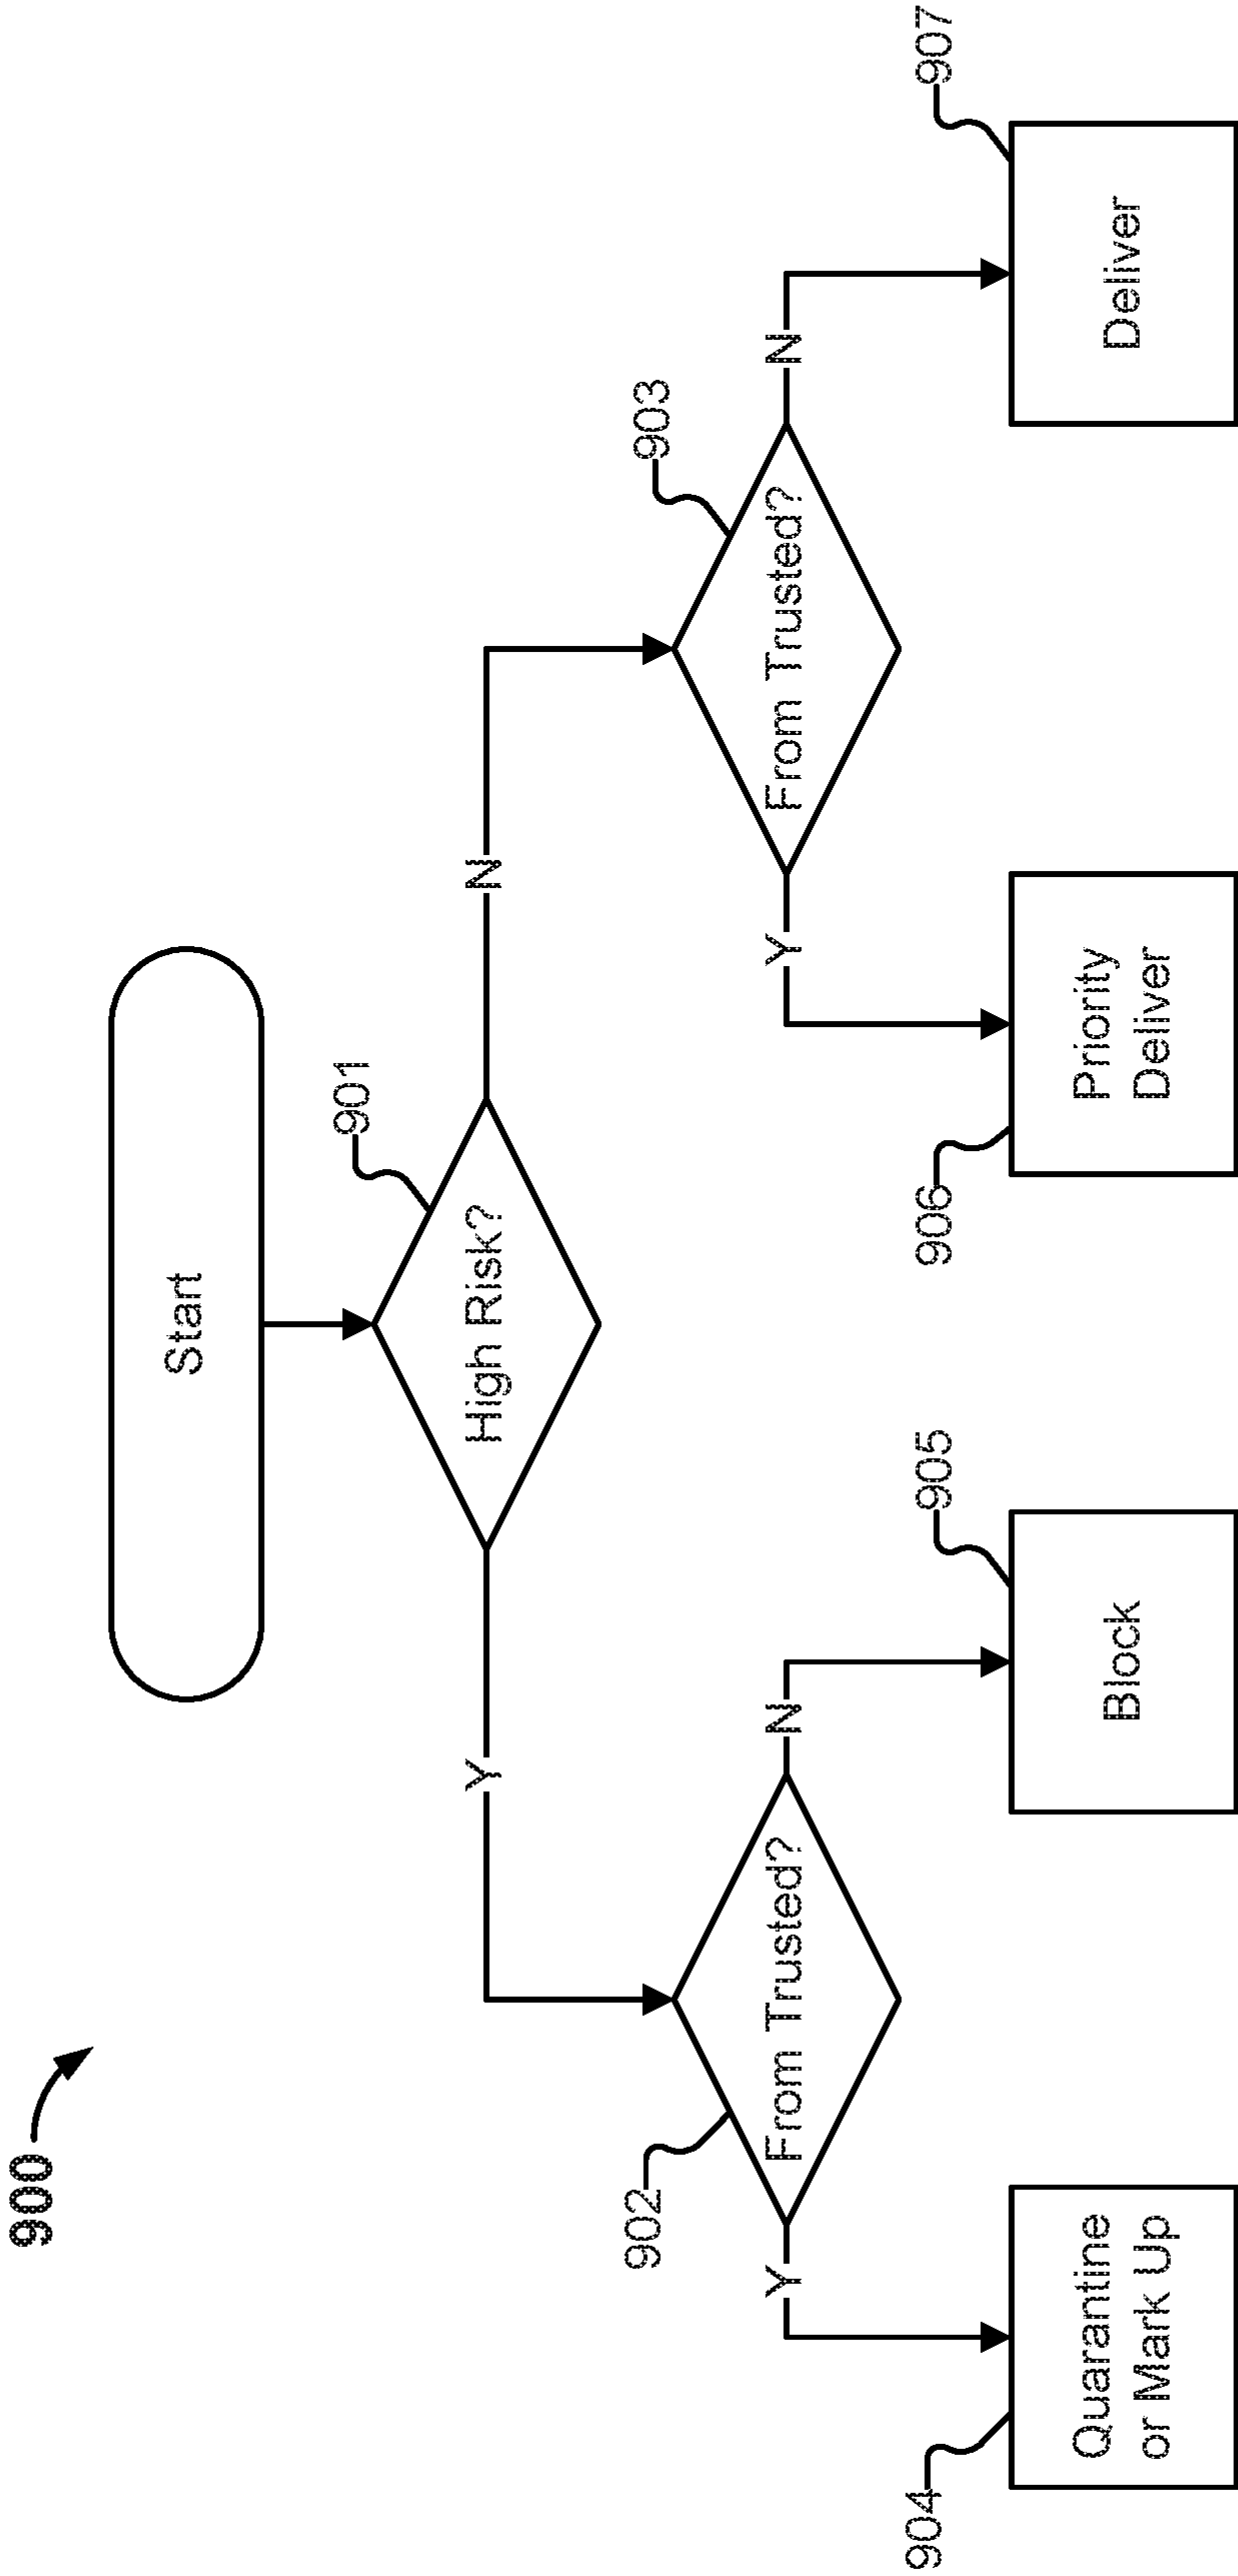 900
Start
901
High Risk?
Y
N
902
From Trusted?
903
From Trusted?
Y
N
Y
N
904
Quarantine
or Mark Up
905
Block
906
Priority
Deliver
907
Deliver